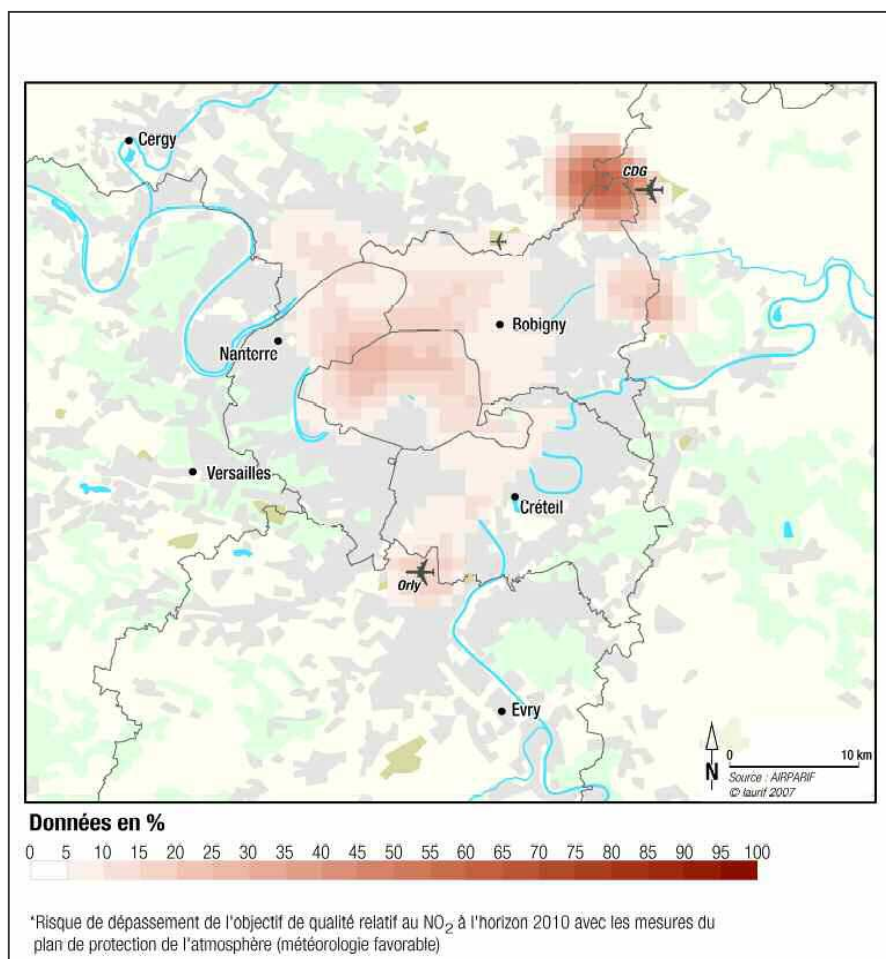 Cergy
CDG
Bobigny
Nanterre
Versailles
Créteil
Orly
Evry
N
0 10 km
Source : AIRPARIF
© Iaurif 2007
Données en %
0 5 10 15 20 25 30 35 40 45 50 55 60 65 70 75 80 85 90 95 100
*Risque de dépassement de l'objectif de qualité relatif au NO2 à l'horizon 2010 avec les mesures du
plan de protection de l'atmosphère (météorologie favorable)